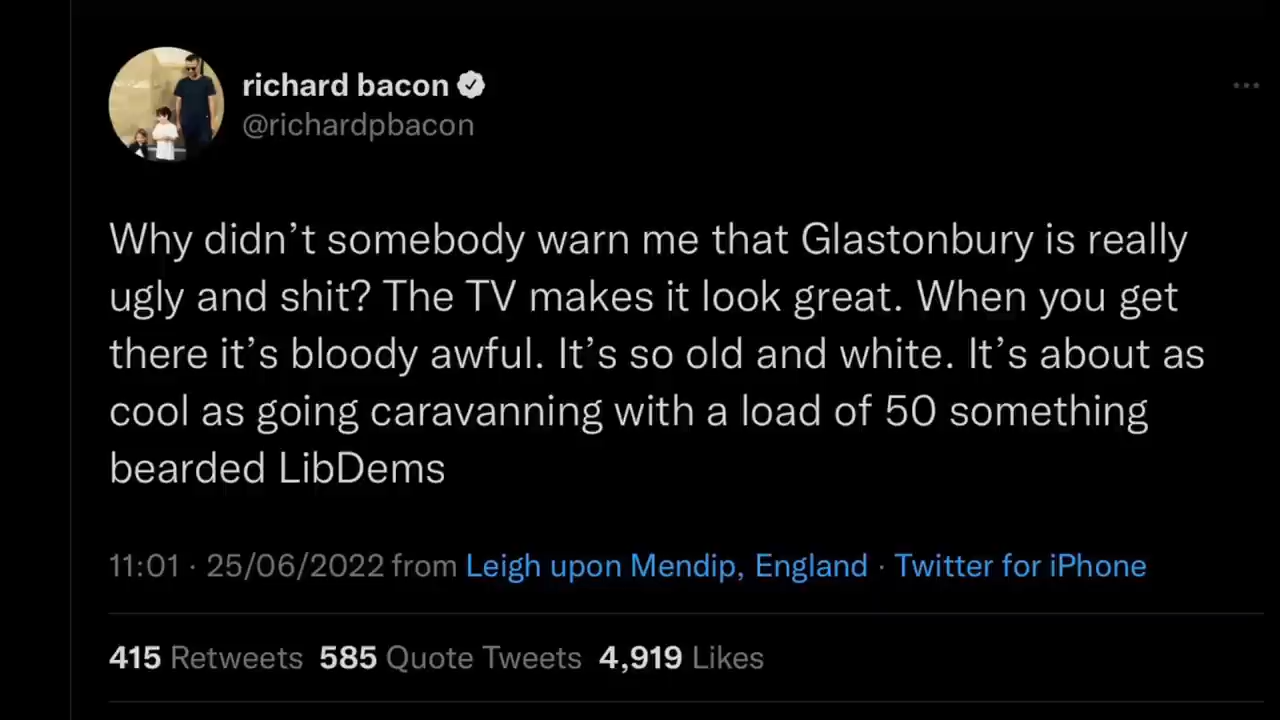 richard bacon
@richardpbacon
Why didn’t somebody warn me that Glastonbury is really
ugly and shit? The TV makes it look great. When you get
there it’s bloody awful. It’s so old and white. It’s about as
cool as going caravanning with a load of 50 something
bearded LibDems
11:01 · 25/06/2022 from Leigh upon Mendip, England · Twitter for iPhone
415 Retweets 585 Quote Tweets 4,919 Likes